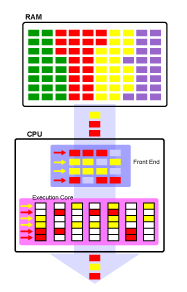 RAM
CPU
Front End
Execution Core